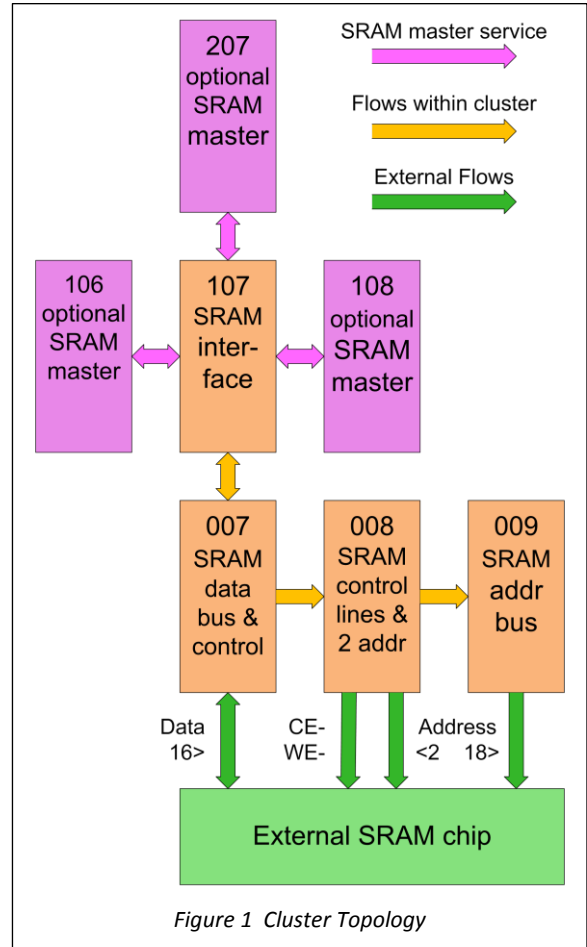 207
optional
SRAM
master
SRAM master service
Flows within cluster
External Flows
106
optional
SRAM
master
107
SRAM
inter-
face
108
optional
SRAM
master
007
SRAM
data
bus &
control
008
SRAM
control
lines &
2 addr
009
SRAM
addr
bus
Data
16>
CE-
WE-
Address
<2 18>
External SRAM chip
Figure 1 Cluster Topology